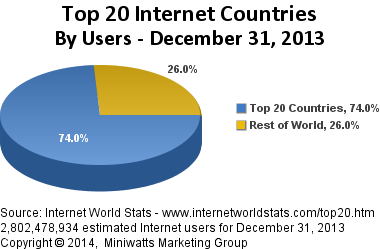 Top 20 Internet Countries
By Users - December 31, 2013
26.0%
74.0%
Top 20 Countries, 74.0%
Rest of World, 26.0%
Source: Internet World Stats - www.internetworldstats.com/top20.htm
2,802,478,934 estimated Internet users for December 31, 2013
Copyright © 2014, Miniwatts Marketing Group